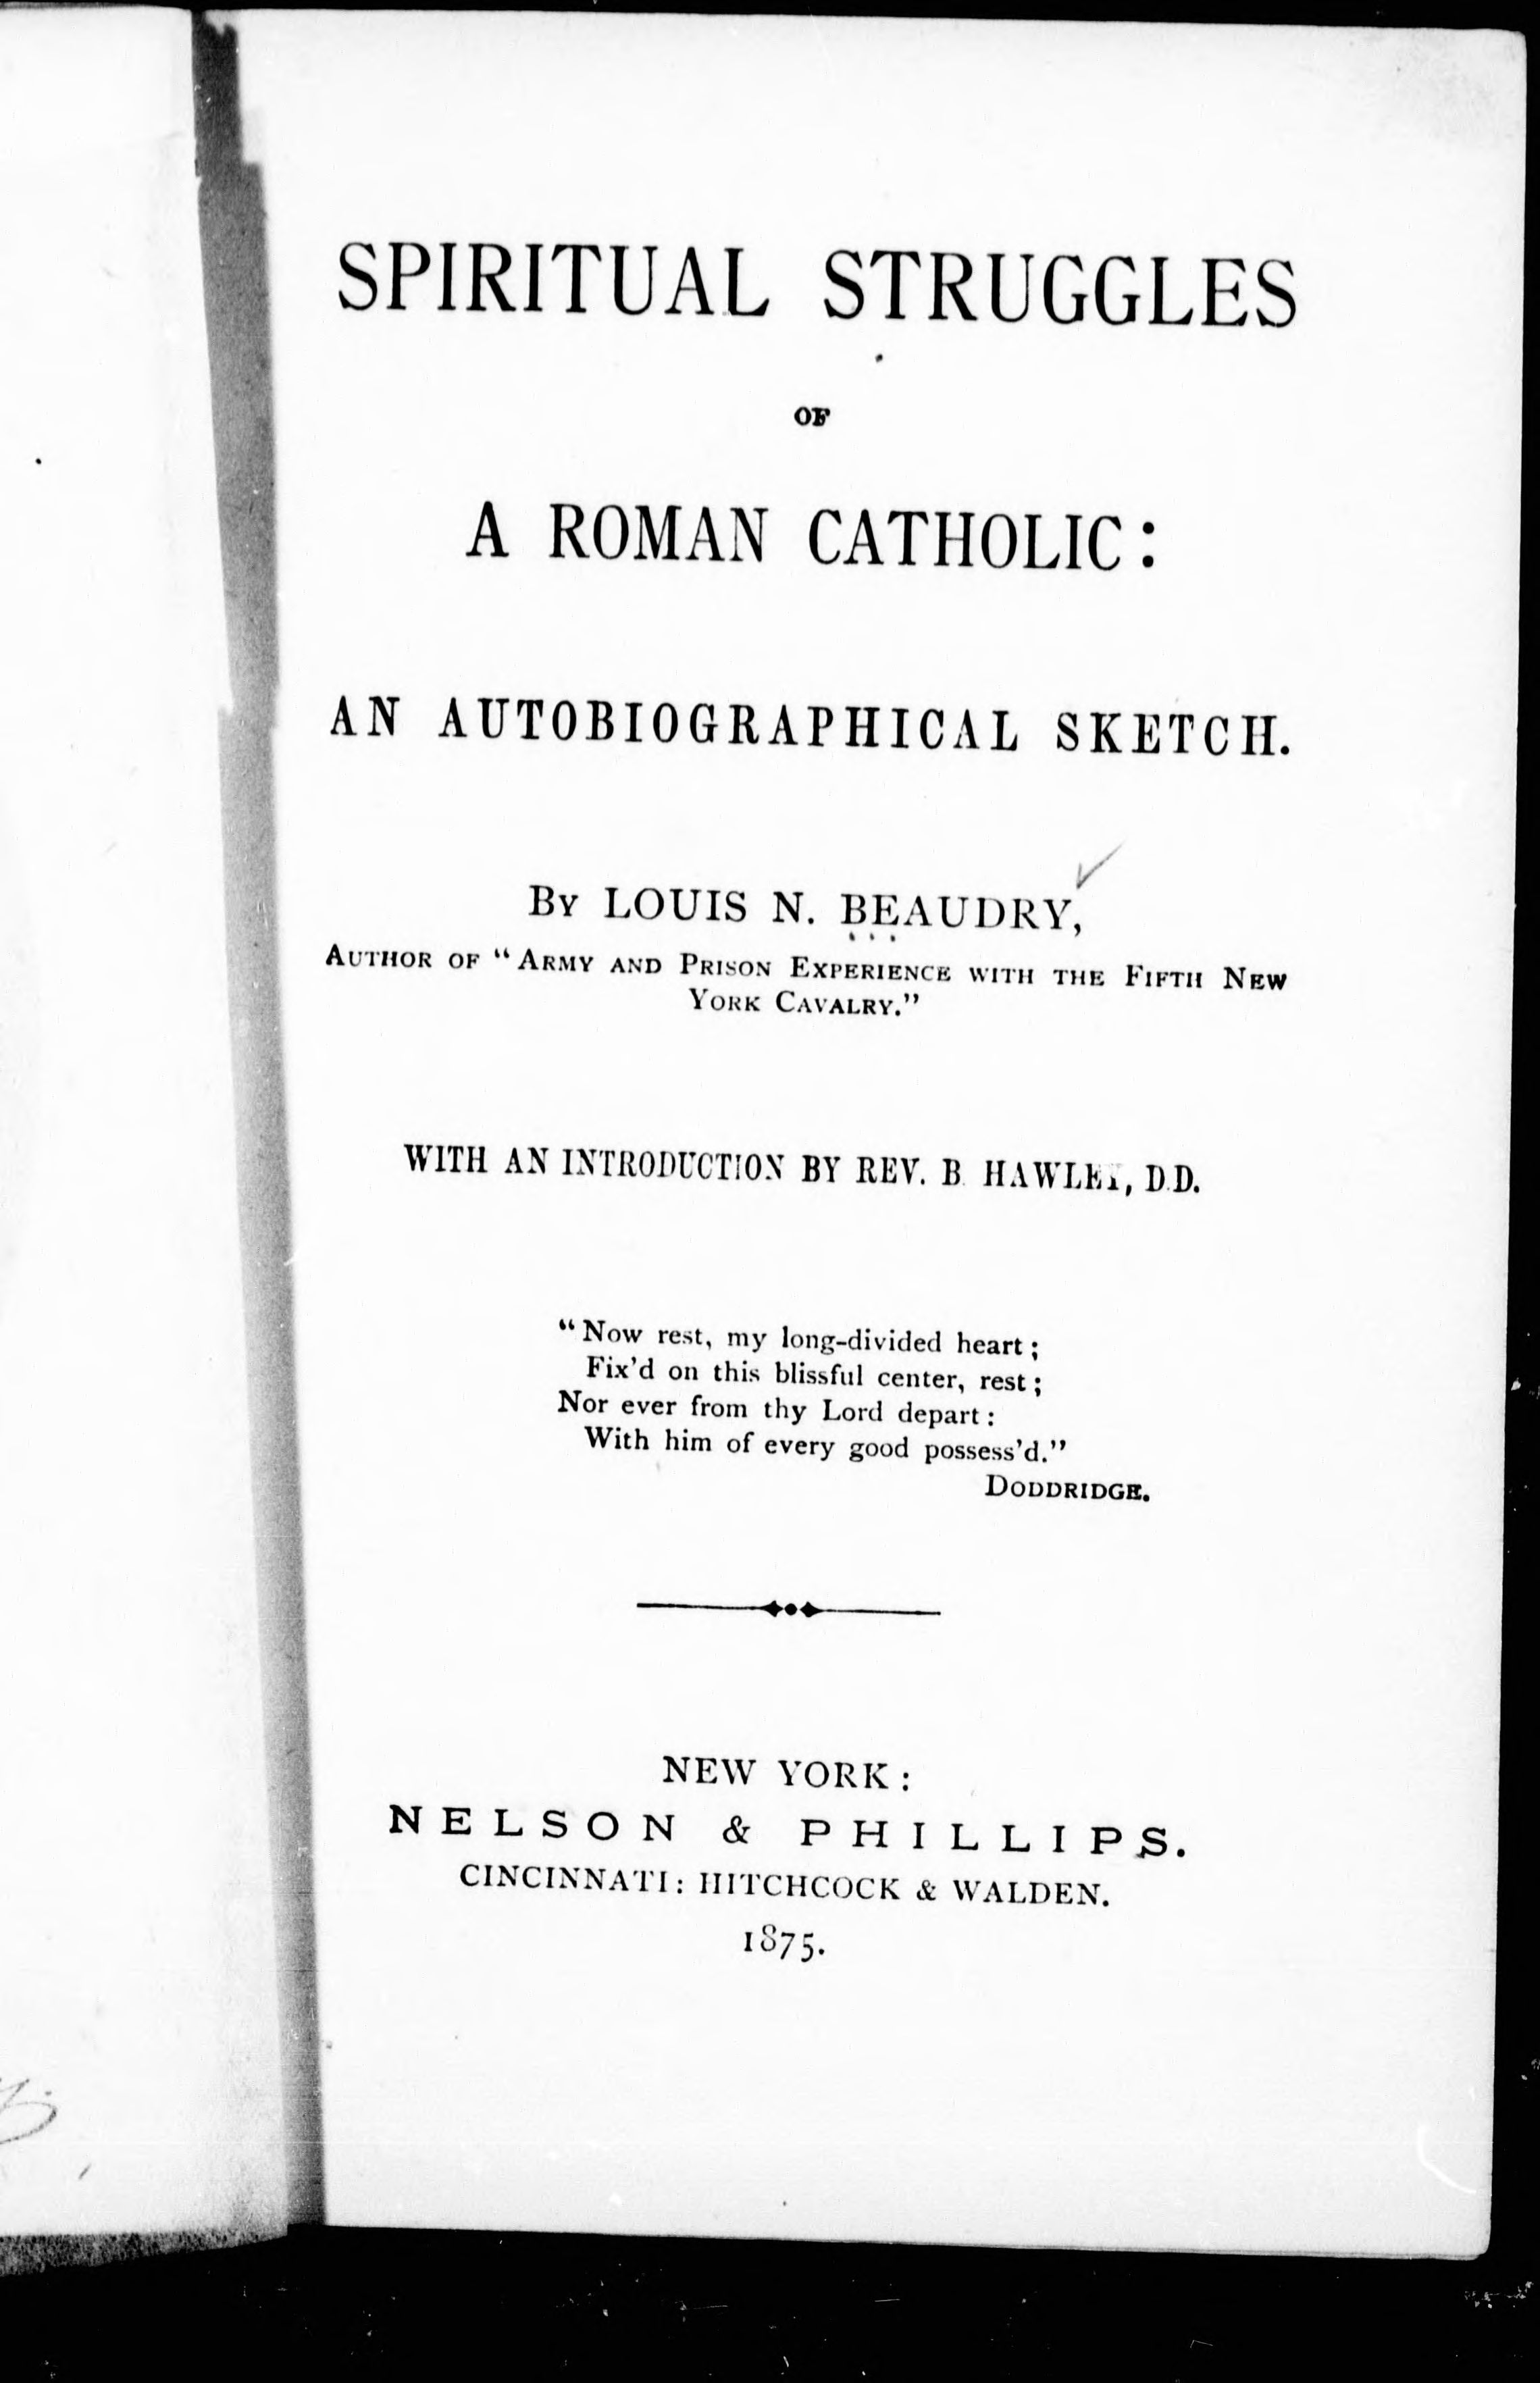 SPIRITUAL STRUGGLES
OF
A ROMAN CATHOLIC:
AN AUTOBIOGRAPHICAL SKETCH.
BY LOUIS N. BEAUDRY,
AUTHOR OF "ARMY AND PRISON EXPERIENCE WITH THE FIFTH NEW
YORK CAVALRY."
WITH AN INTRODUCTION BY REV. B. HAWLEY, D.D.
"Now rest, my long-divided heart;
Fix'd on this blissful center, rest;
Nor ever from thy Lord depart:
With him of every good possess'd."
DODDRIDGE.
NEW YORK:
NELSON & PHILLIPS.
CINCINNATI: HITCHCOCK & WALDEN.
1875.